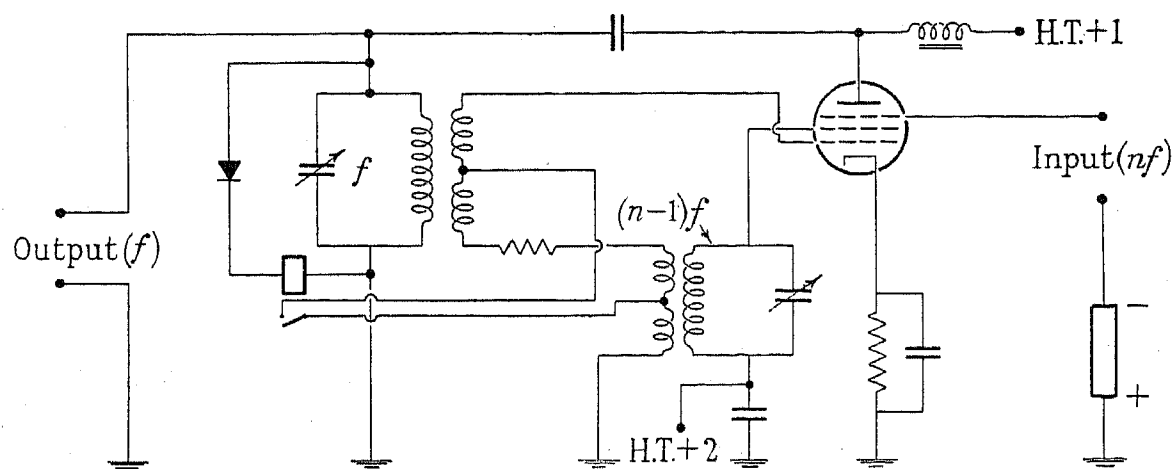 H.T.+1
f
Input (nf)
(n−1)f
Output (f)
−
+
H.T.+2